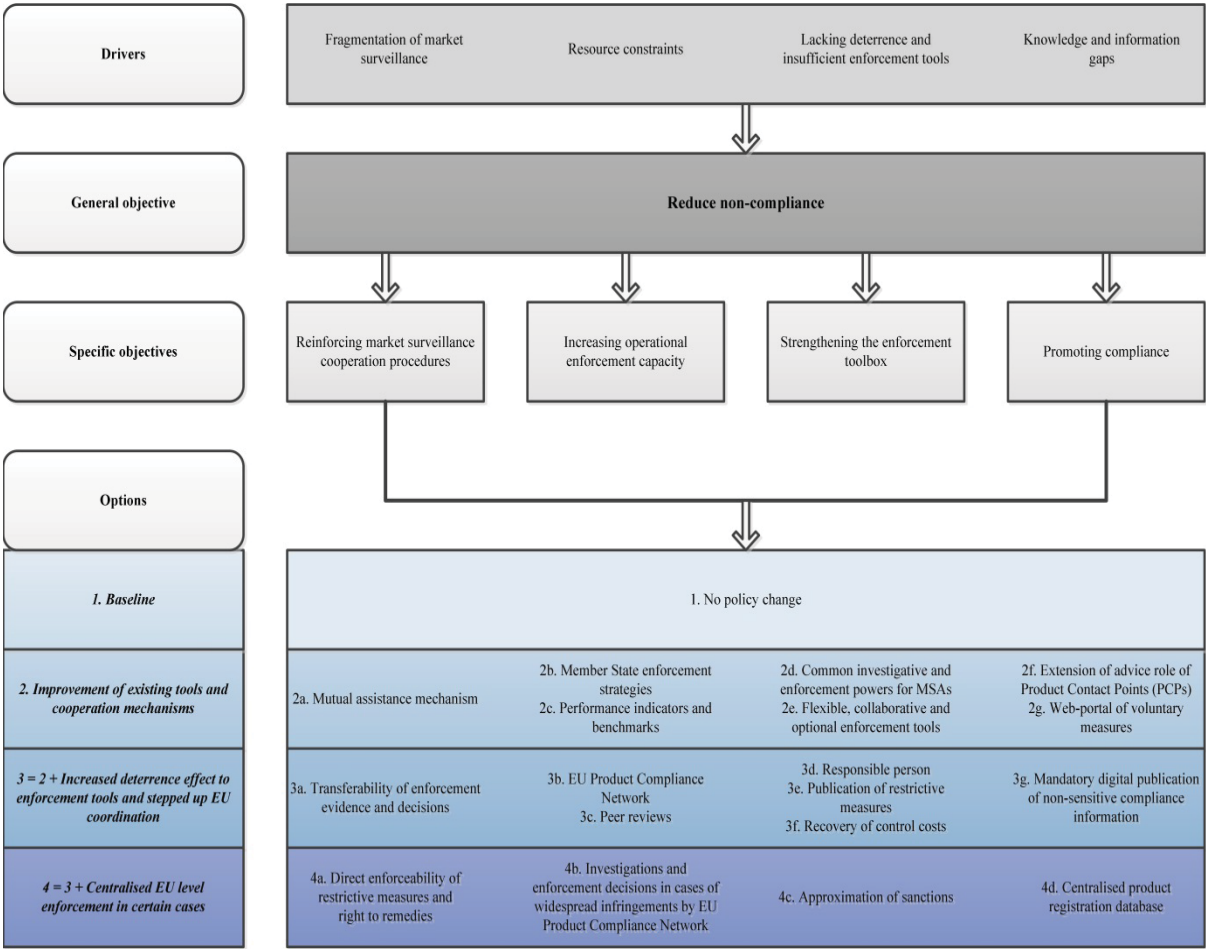 Drivers
Fragmentation of market
surveillance
Resource constraints
Lacking deterrence and
insufficient enforcement tools
Knowledge and information
gaps
General objective
Reduce non-compliance
Specific objectives
Reinforcing market surveillance
cooperation procedures
Increasing operational
enforcement capacity
Strengthening the enforcement
toolbox
Promoting compliance
Options
1. Baseline
1. No policy change
2. Improvement of existing tools and
cooperation mechanisms
2a. Mutual assistance mechanism
2b. Member State enforcement
strategies
2c. Performance indicators and
benchmarks
2d. Common investigative and
enforcement powers for MSAs
2e. Flexible, collaborative and
optional enforcement tools
2f. Extension of advice role of
Product Contact Points (PCPs)
2g. Web-portal of voluntary
measures
3 = 2 + Increased deterrence effect to
enforcement tools and stepped up EU
coordination
3a. Transferability of enforcement
evidence and decisions
3b. EU Product Compliance
Network
3c. Peer reviews
3d. Responsible person
3e. Publication of restrictive
measures
3f. Recovery of control costs
3g. Mandatory digital publication
of non-sensitive compliance
information
4 = 3 + Centralised EU level
enforcement in certain cases
4a. Direct enforceability of
restrictive measures and
right to remedies
4b. Investigations and
enforcement decisions in cases of
widespread infringements by EU
Product Compliance Network
4c. Approximation of sanctions
4d. Centralised product
registration database